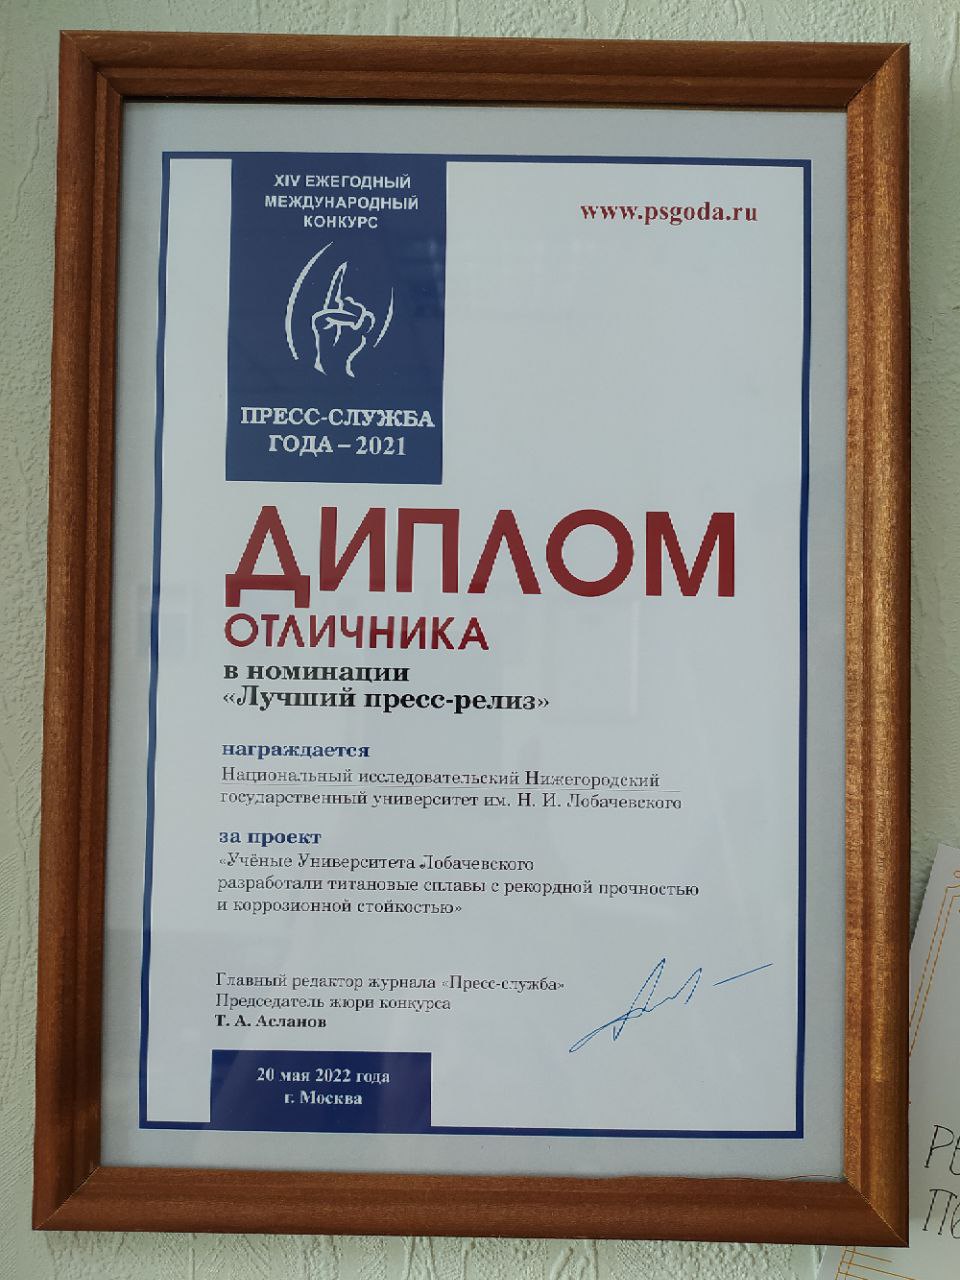 XIV ЕЖЕГОДНЫЙ
МЕЖДУНАРОДНЫЙ
КОНКУРС
www.psgoda.ru
ПРЕСС-СЛУЖБА
ГОДА – 2021
ДИПЛОМ
ОТЛИЧНИКА
в номинации
«Лучший пресс-релиз»
награждается
Национальный исследовательский Нижегородский
государственный университет им. Н. И. Лобачевского
за проект
«Учёные Университета Лобачевского
разработали титановые сплавы с рекордной прочностью
и коррозионной стойкостью»
Главный редактор журнала «Пресс-служба»
Председатель жюри конкурса
Т. А. Асланов
20 мая 2022 года
г. Москва